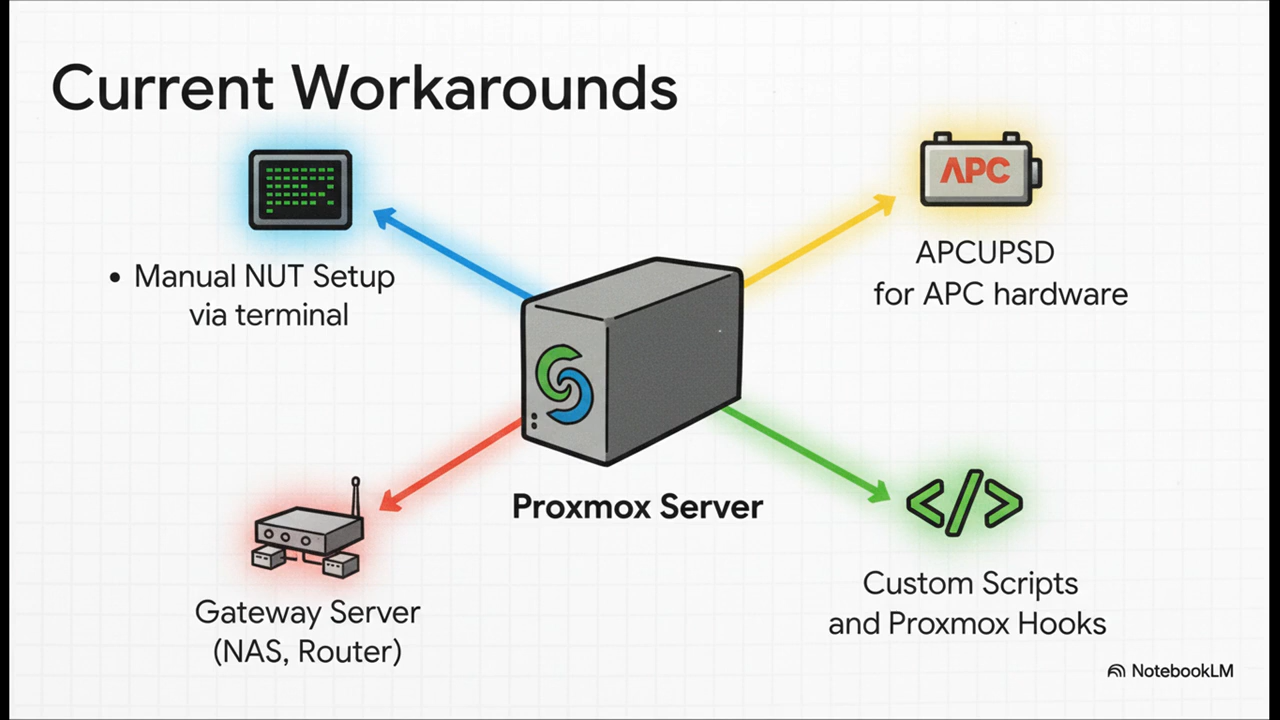 Current Workarounds
• Manual NUT Setup
via terminal
APC
APCUPSD
for APC hardware
Proxmox Server
</>
Gateway Server
(NAS, Router)
Custom Scripts
and Proxmox Hooks
NotebookLM